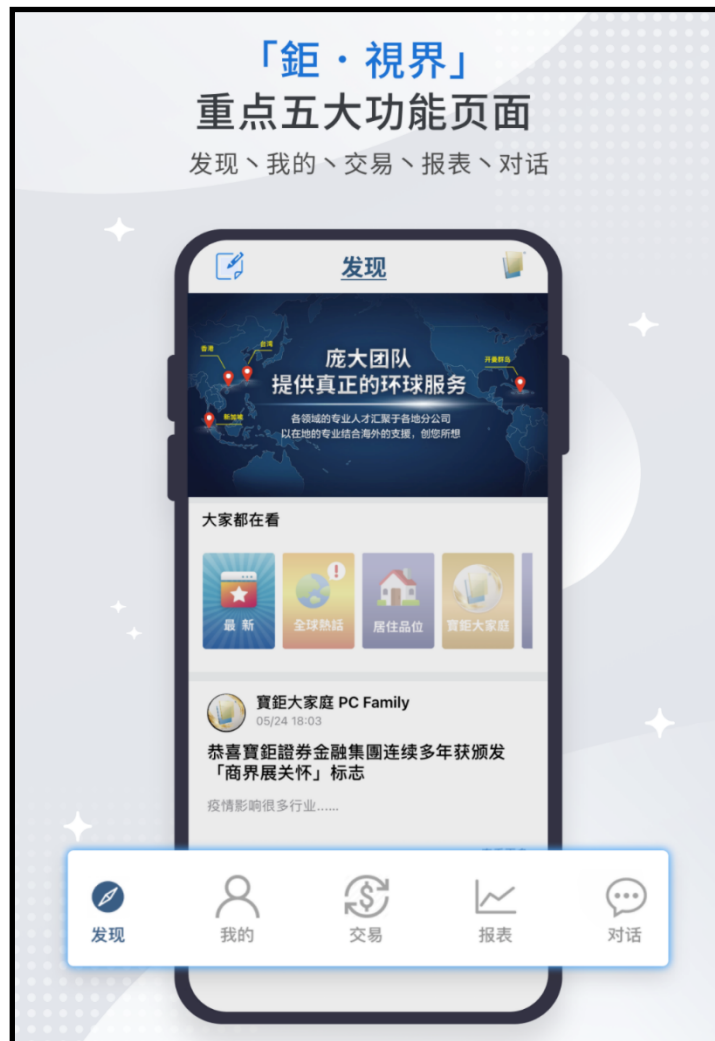 「鉅・視界」
重点五大功能页面
发现丶我的丶交易丶报表丶对话
发现
庞大团队
提供真正的环球服务
各领域的专业人才汇聚于各地分公司
以在地的专业结合海外的支援，创您所想
香港
台湾
新加坡
开曼群岛
大家都在看
最 新
全球熱話
居住品位
寶鉅大家庭
寶鉅大家庭 PC Family
05/24 18:03
恭喜寶鉅證券金融集團连续多年获颁发
「商界展关怀」标志
疫情影响很多行业......
发现
我的
交易
报表
对话